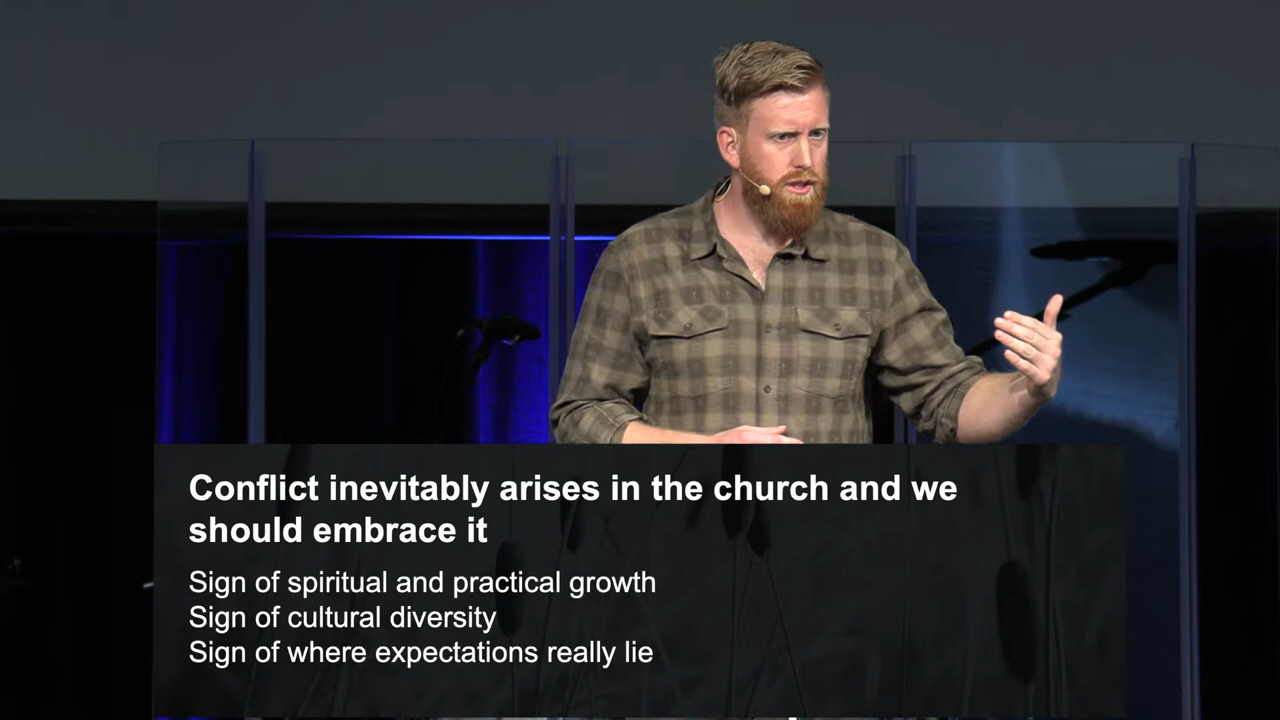 Conflict inevitably arises in the church and we
should embrace it
Sign of spiritual and practical growth
Sign of cultural diversity
Sign of where expectations really lie